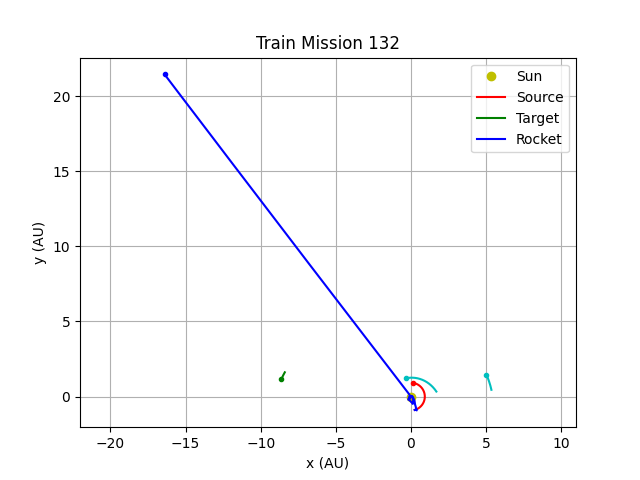 Train Mission 132
Sun
Source
Target
Rocket
y (AU)
20
15
10
5
0
−20
−15
−10
−5
0
5
10
x (AU)